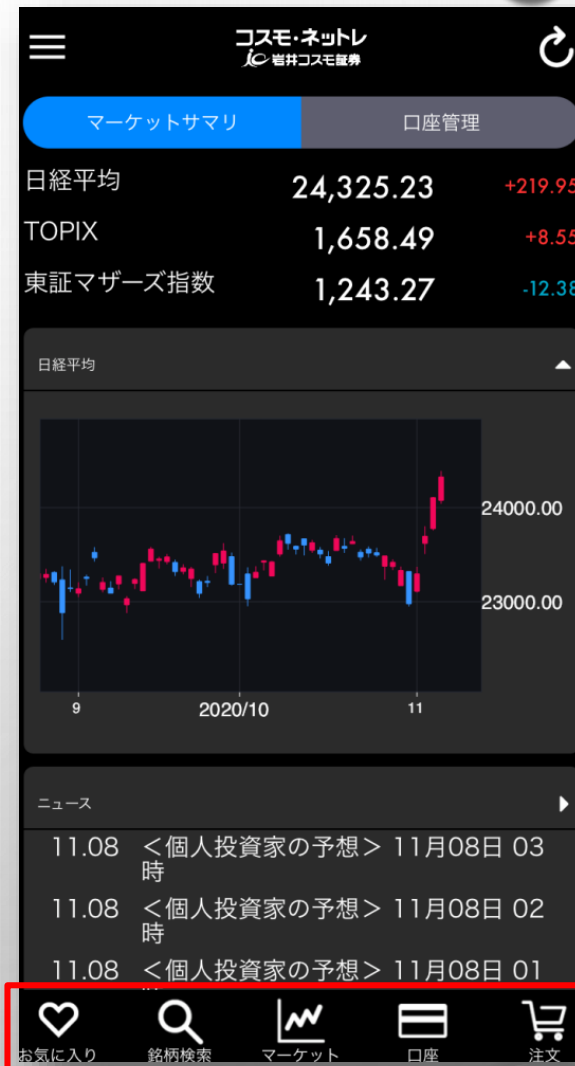 コスモ・ネットレ
ic 岩井コスモ證券
マーケットサマリ 口座管理
日経平均 24,325.23 +219.95
TOPIX 1,658.49 +8.55
東証マザーズ指数 1,243.27 -12.38
日経平均
24000.00
23000.00
9 2020/10 11
ニュース
11.08 ＜個人投資家の予想＞ 11月08日 03
時
11.08 ＜個人投資家の予想＞ 11月08日 02
時
11.08 ＜個人投資家の予想＞ 11月08日 01
お気に入り 銘柄検索 マーケット 口座 注文